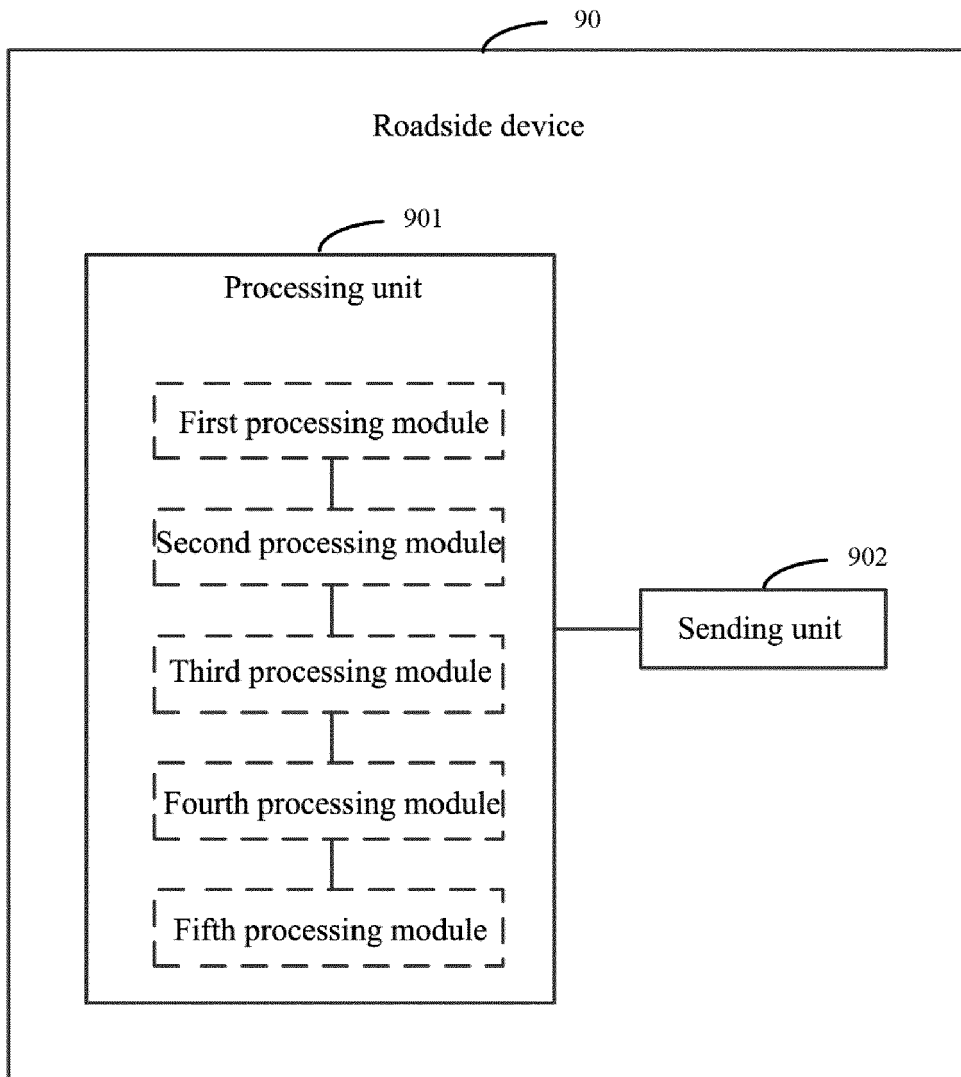 90
Roadside device
901
Processing unit
First processing module
Second processing module
902
Sending unit
Third processing module
Fourth processing module
Fifth processing module